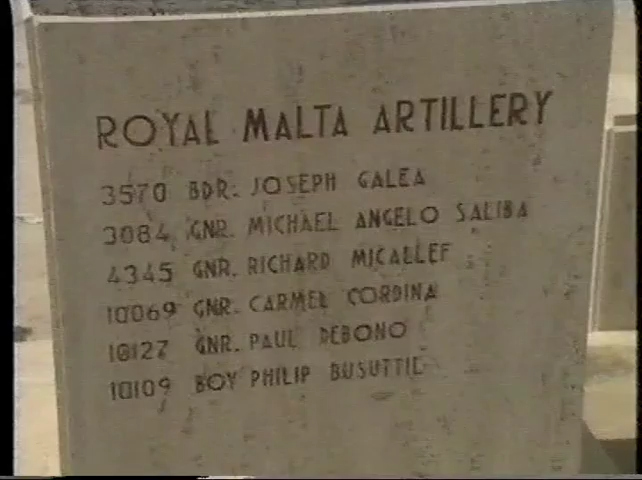 ROYAL MALTA ARTILLERY
3570 BDR. JOSEPH GALEA
3084 GNR. MICHAEL ANGELO SALIBA
4345 GNR. RICHARD MICALLEF
10069 GNR. CARMEL CORDINA
10127 GNR. PAUL DEBONO
10109 BOY PHILIP BUSUTTIL